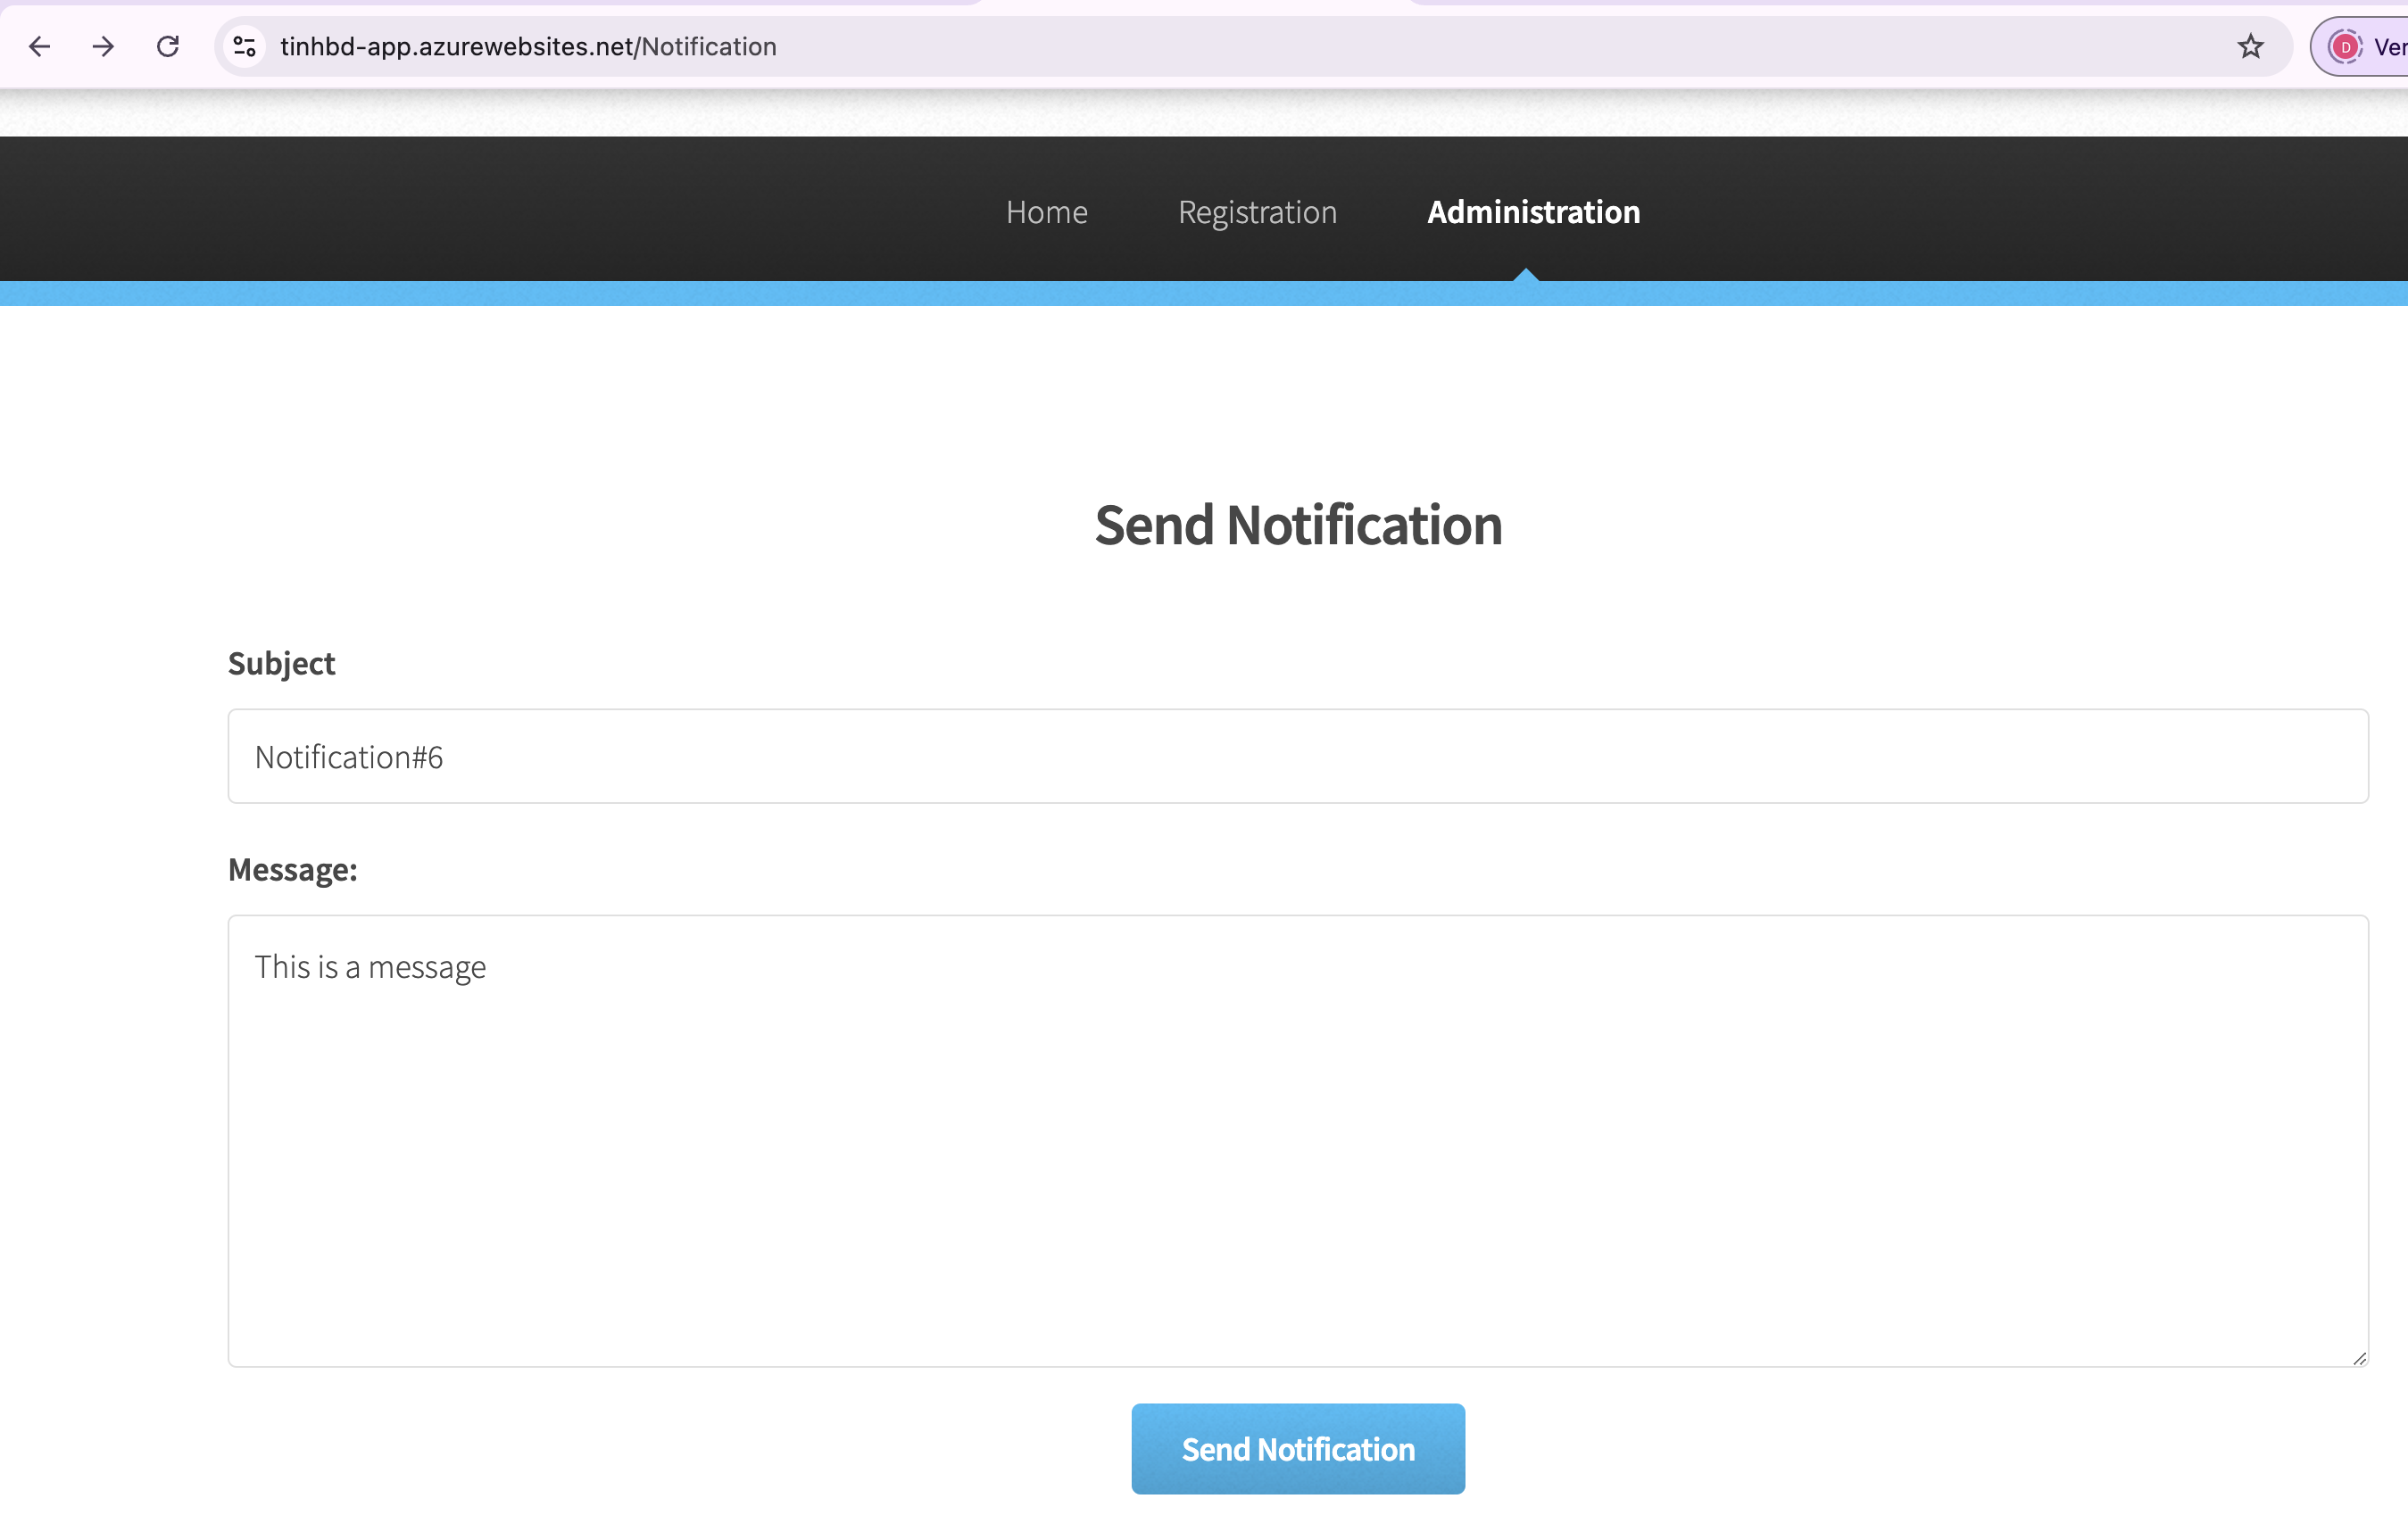 tinhbd-app.azurewebsites.net/Notification
D
Home Registration Administration
Send Notification
Subject
Notification#6
Message:
This is a message
Send Notification